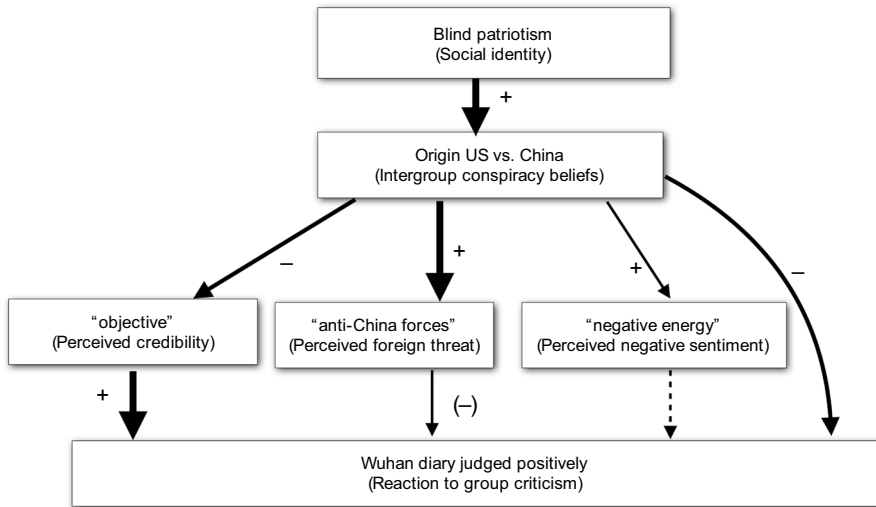 Blind patriotism
(Social identity)
+
Origin US vs. China
(Intergroup conspiracy beliefs)
–
+
+
–
“objective”
(Perceived credibility)
“anti-China forces”
(Perceived foreign threat)
“negative energy”
(Perceived negative sentiment)
+
(–)
Wuhan diary judged positively
(Reaction to group criticism)